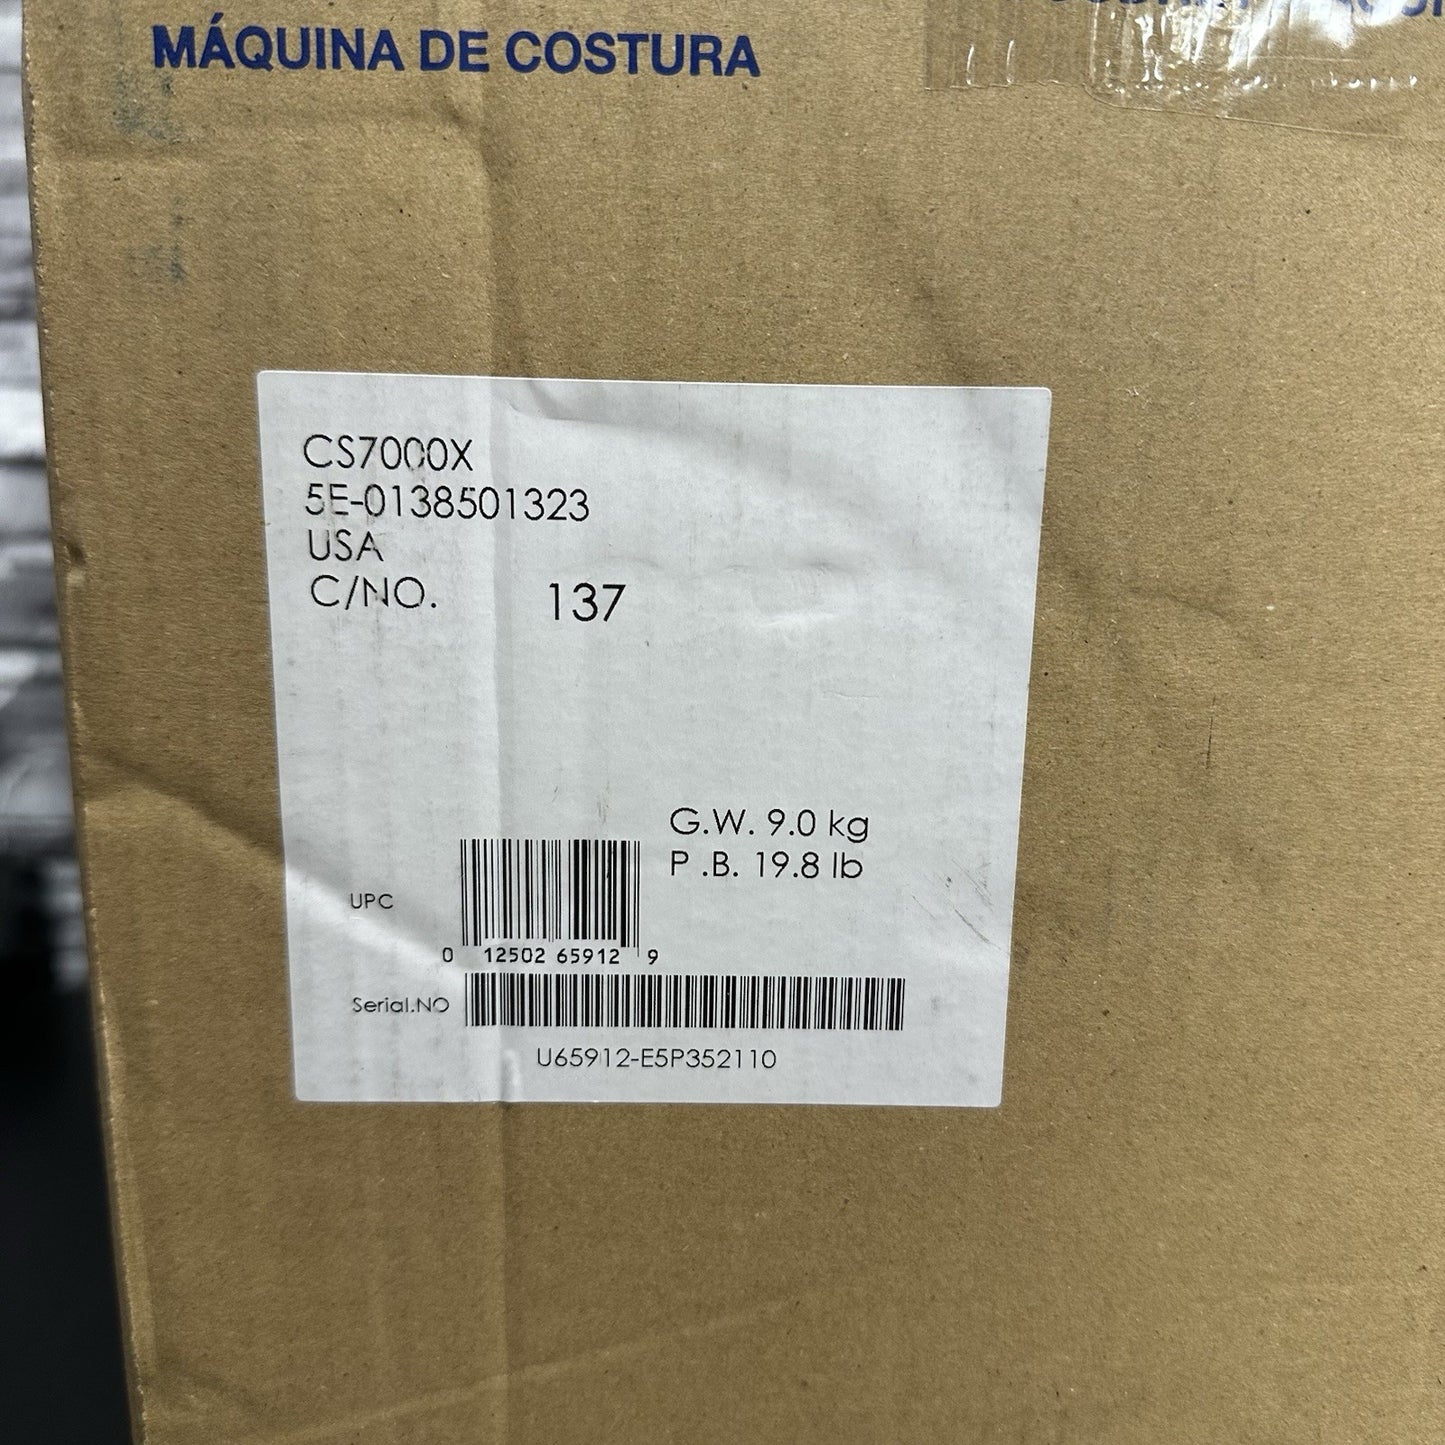 MÁQUINA DE COSTURA
CS7000X
5E-0138501323
USA
C/NO. 137
G.W. 9.0 kg
P .B. 19.8 lb
UPC
0 12502 65912 9
Serial.NO
U65912-E5P352110